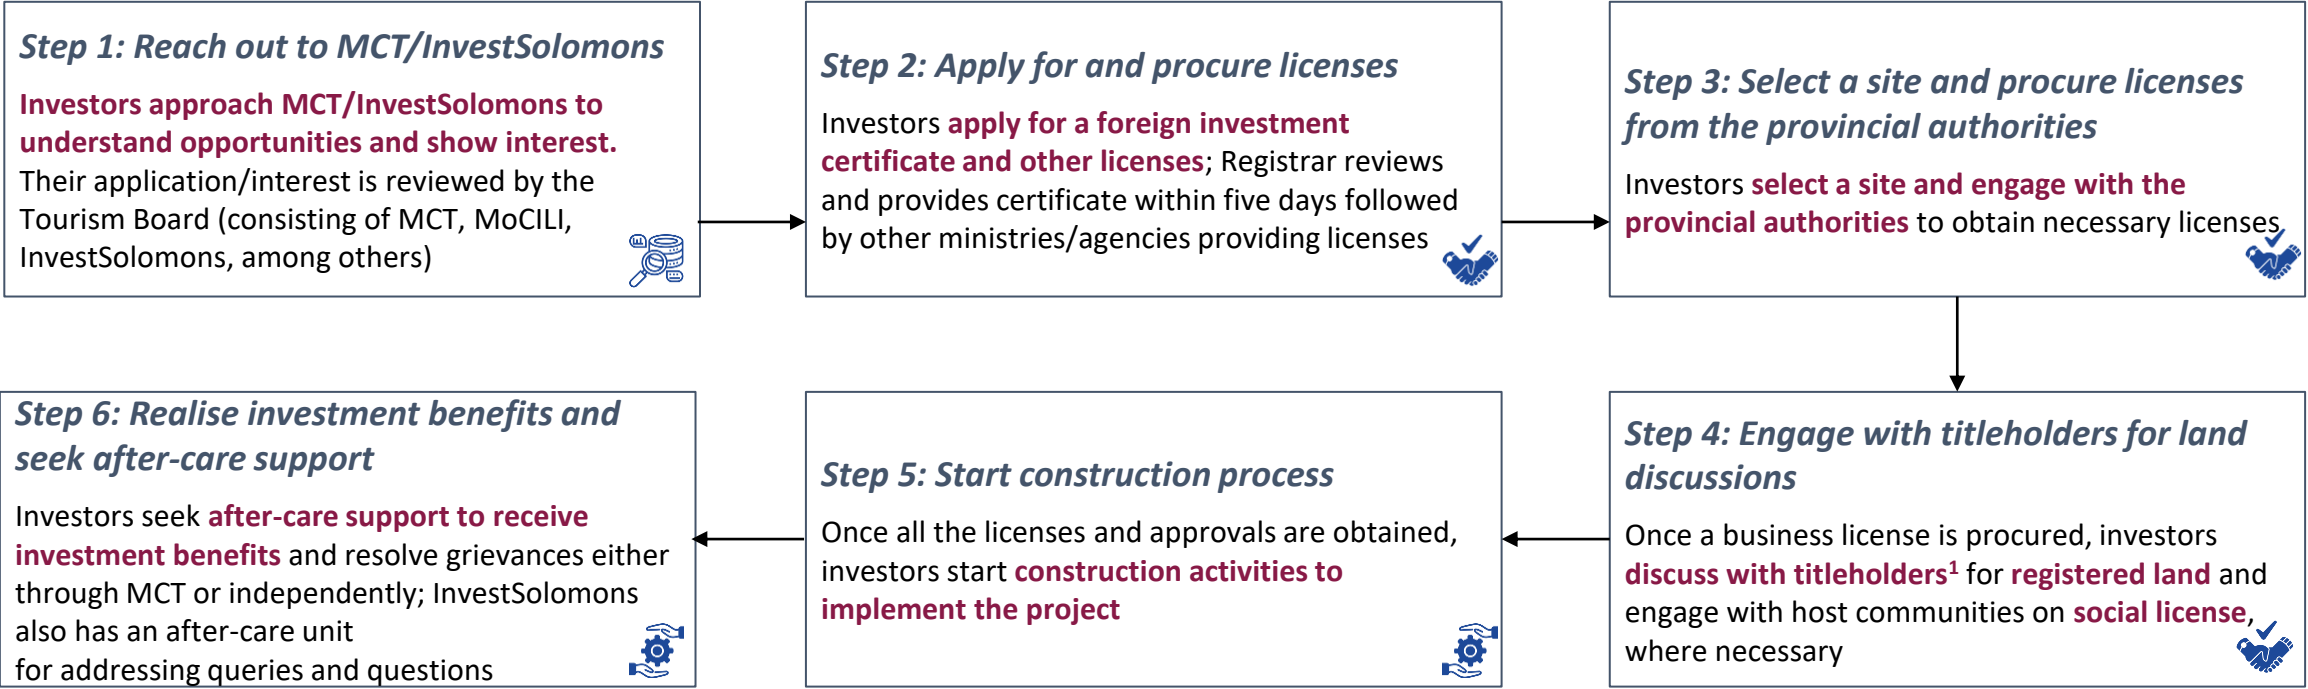 Step 1: Reach out to MCT/InvestSolomons
Investors approach MCT/InvestSolomons to
understand opportunities and show interest.
Their application/interest is reviewed by the
Tourism Board (consisting of MCT, MoCILI,
InvestSolomons, among others)
Step 2: Apply for and procure licenses
Investors apply for a foreign investment
certificate and other licenses; Registrar reviews
and provides certificate within five days followed
by other ministries/agencies providing licenses
Step 3: Select a site and procure licenses
from the provincial authorities
Investors select a site and engage with the
provincial authorities to obtain necessary licenses
Step 4: Engage with titleholders for land
discussions
Once a business license is procured, investors
discuss with titleholders¹ for registered land and
engage with host communities on social license,
where necessary
Step 5: Start construction process
Once all the licenses and approvals are obtained,
investors start construction activities to
implement the project
Step 6: Realise investment benefits and
seek after-care support
Investors seek after-care support to receive
investment benefits and resolve grievances either
through MCT or independently; InvestSolomons
also has an after-care unit
for addressing queries and questions